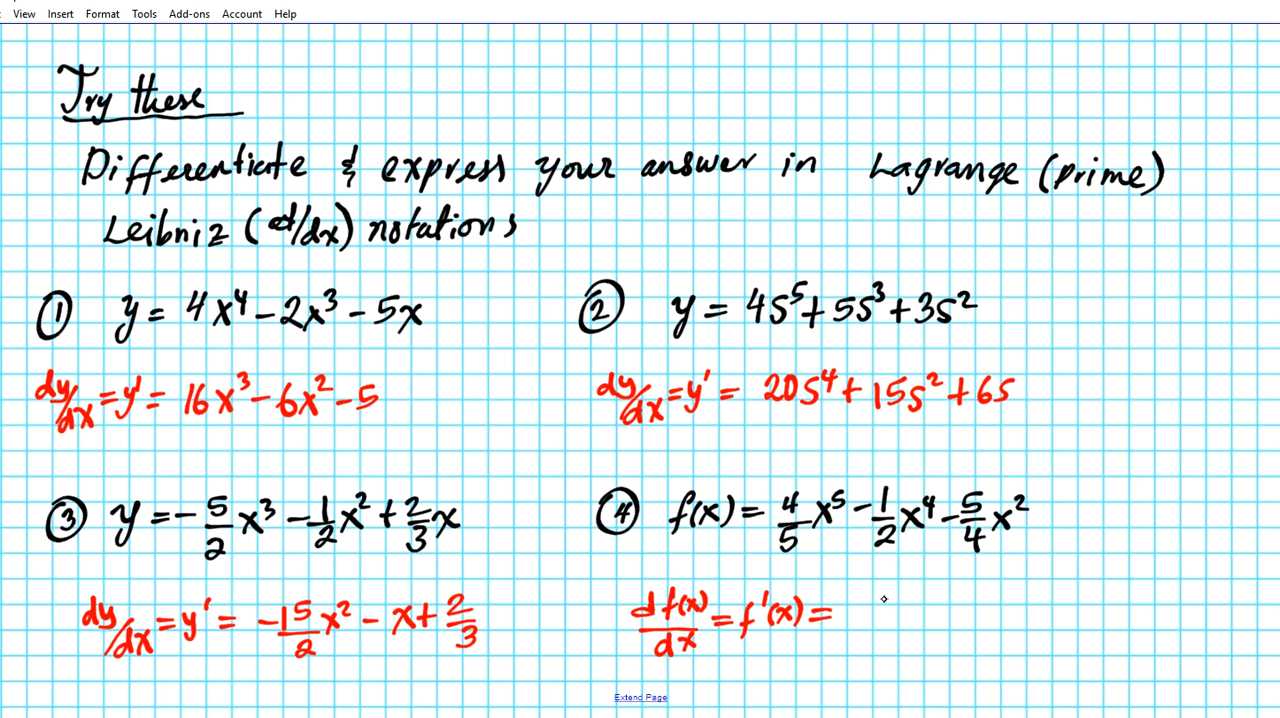 View Insert Format Tools Add-ons Account Help
Try these
Differentiate & express your answer in Lagrange (prime)
Leibniz (d/dx) notations
① y = 4x⁴ - 2x³ - 5x
② y = 4s⁵ + 5s³ + 3s²
dy/dx = y' = 16x³ - 6x² - 5
dy/dx = y' = 20s⁴ + 15s² + 6s
③ y = -5/2 x³ - 1/2 x² + 2/3 x
④ f(x) = 4/5 x⁵ - 1/2 x⁴ - 5/4 x²
dy/dx = y' = -15/2 x² - x + 2/3
df(x)/dx = f'(x) =
Extend Page